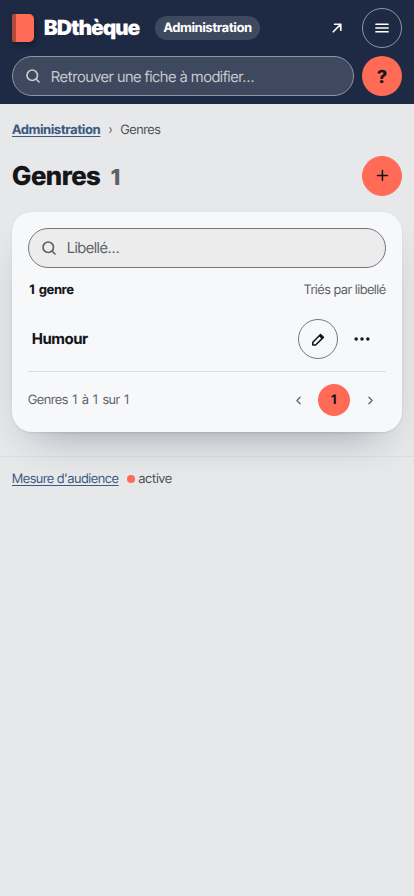 BDthèque Administration
Retrouver une fiche à modifier... ?
Administration › Genres
Genres 1
Libellé...
1 genre Triés par libellé
Humour
Genres 1 à 1 sur 1 ‹ 1 ›
Mesure d'audience active